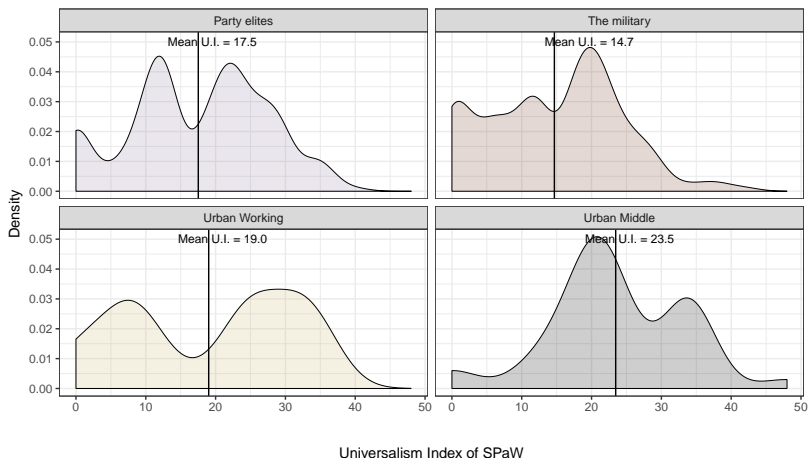 Party elites
The military
Mean U.I. = 17.5
Mean U.I. = 14.7
0.05
0.04
0.03
0.02
0.01
0.00
Urban Working
Urban Middle
Mean U.I. = 19.0
Mean U.I. = 23.5
0.05
0.04
0.03
0.02
0.01
0.00
0 10 20 30 40 50
0 10 20 30 40 50
Density
Universalism Index of SPaW